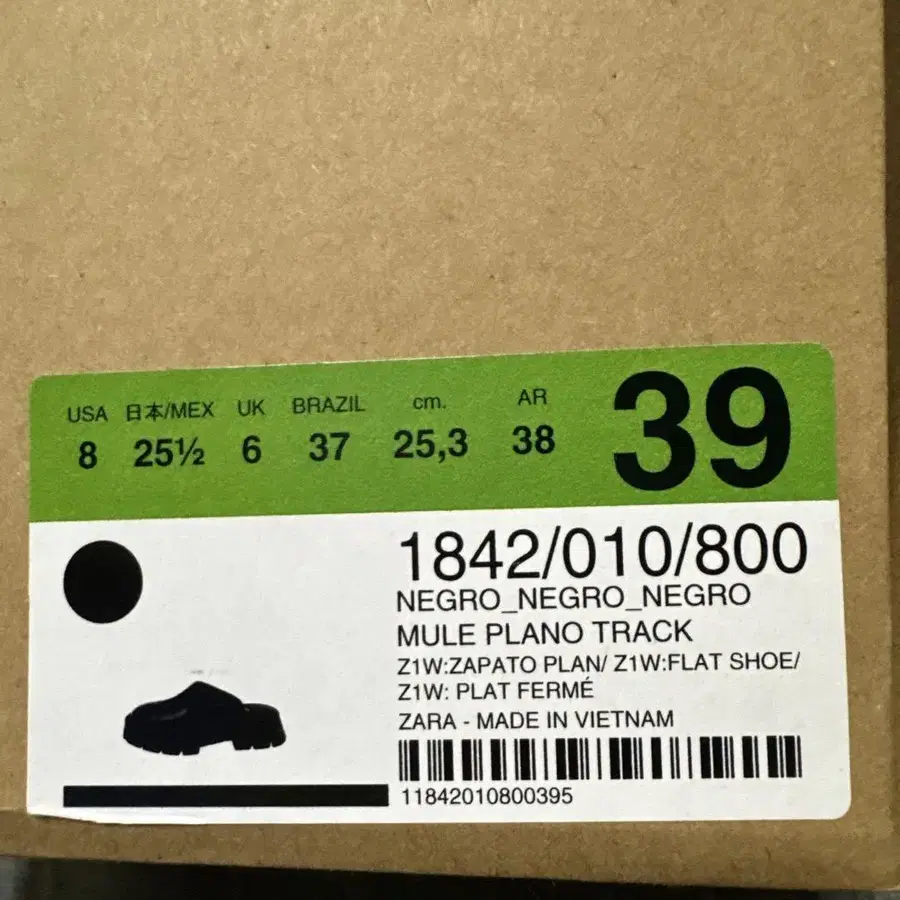 USA 日本/MEX UK BRAZIL cm. AR
8 25½ 6 37 25,3 38 39
1842/010/800
NEGRO_NEGRO_NEGRO
MULE PLANO TRACK
Z1W:ZAPATO PLAN/ Z1W:FLAT SHOE/
Z1W: PLAT FERMÉ
ZARA - MADE IN VIETNAM
11842010800395